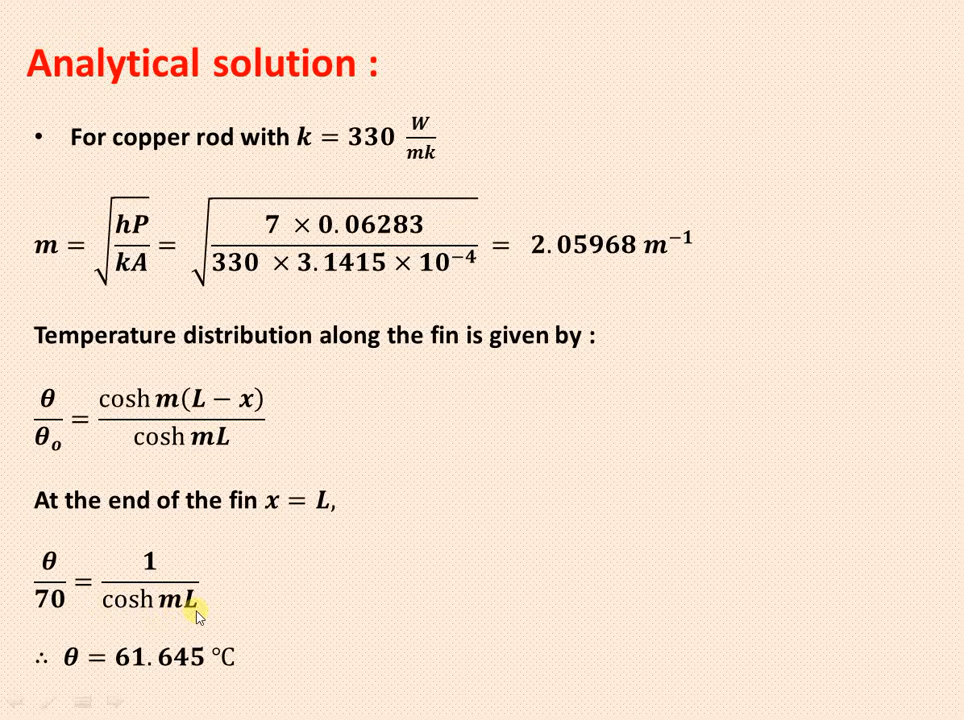 Analytical solution :
• For copper rod with k = 330 W/mk
m = √(hP/kA) = √((7 × 0.06283)/(330 × 3.1415 × 10⁻⁴)) = 2.05968 m⁻¹
Temperature distribution along the fin is given by :
θ/θₒ = cosh m(L − x)/cosh mL
At the end of the fin x = L,
θ/70 = 1/cosh mL
∴ θ = 61.645 ℃